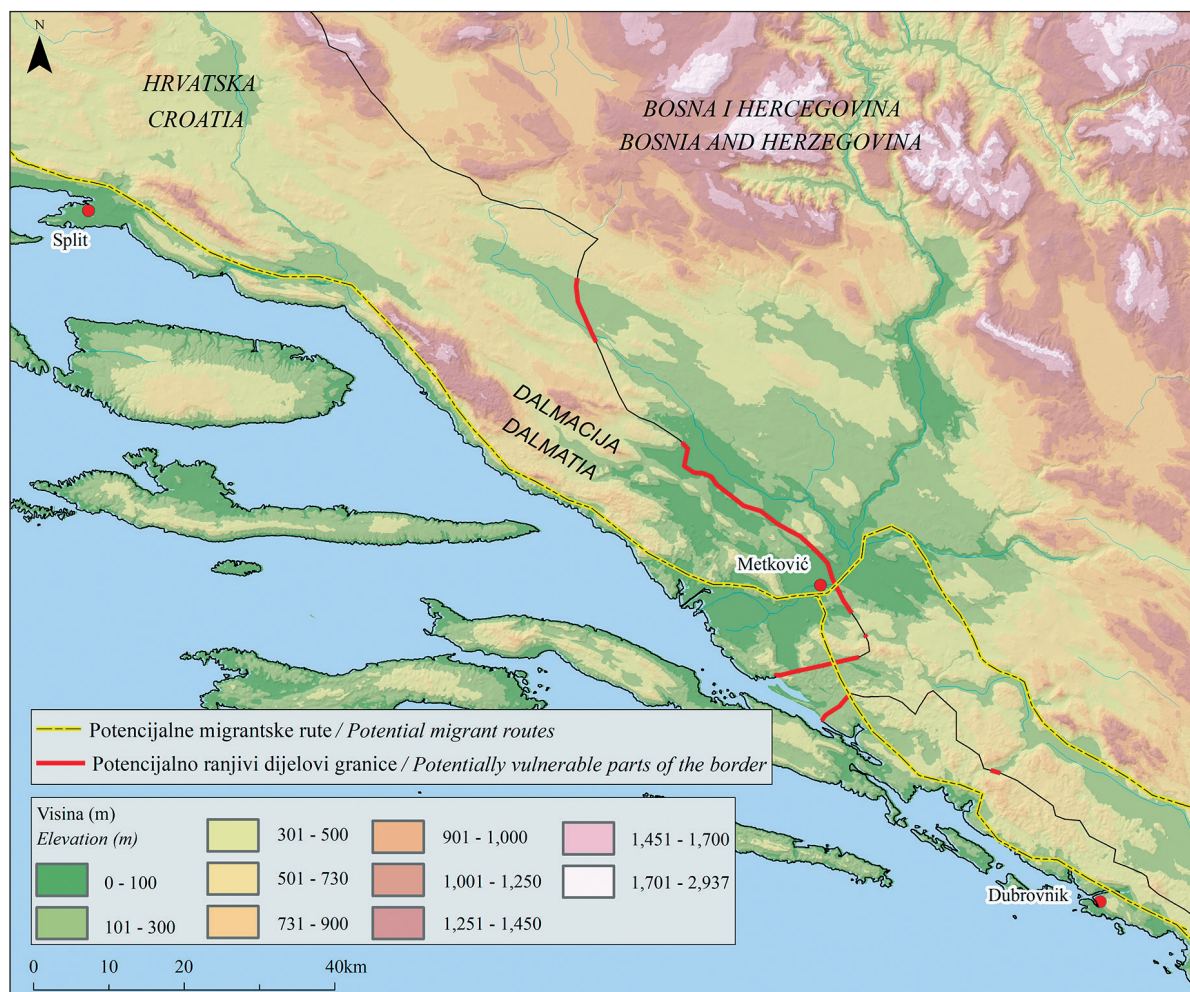 N
HRVATSKA
CROATIA
BOSNA I HERCEGOVINA
BOSNIA AND HERZEGOVINA
Split
DALMACIJA
DALMATIA
Metković
Potencijalne migrantske rute / Potential migrant routes
Potencijalno ranjivi dijelovi granice / Potentially vulnerable parts of the border
Visina (m)
Elevation (m)
0 - 100
101 - 300
301 - 500
501 - 730
731 - 900
901 - 1,000
1,001 - 1,250
1,251 - 1,450
1,451 - 1,700
1,701 - 2,937
Dubrovnik
0 10 20 40km